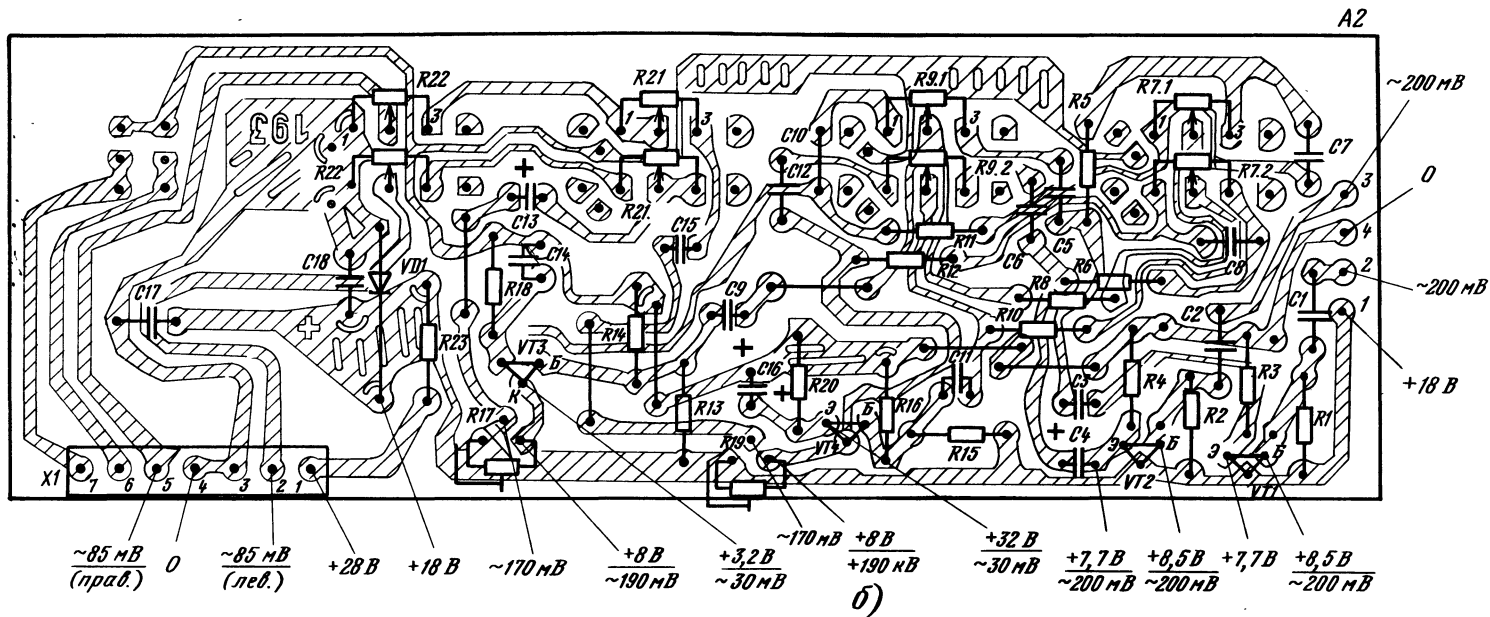 A2
R22
R21
R9.1
R7.1
~200 мВ
193
1
3
1
3
C10
1
3
R5
1
3
C7
R22
R21
C12
R9.2
R7.2
3
0
C13
4
C15
R11
C5
C8
C18
VD1
C14
R12
C6
R6
R18
R8
2
~200 мВ
C17
C9
C1
R23
R14
R10
C2
1
VT3
Б
C16
C11
R4
R3
+18 В
К
R20
C3
R17
R13
Э
Б
R16
R2
R1
R19
VT4
R15
C4
Э
Б
Э
Б
X1
7
6
5
4
3
2
1
VT2
VT1
~85 мВ
(прав.)
0
~85 мВ
(лев.)
+28 В
+18 В
~170 мВ
+8 В
~190 мВ
+3,2 В
~30 мВ
~170 мВ
+8 В
+190 кВ
+32 В
~30 мВ
+7,7 В
~200 мВ
+8,5 В
~200 мВ
+7,7 В
+8,5 В
~200 мВ
б)